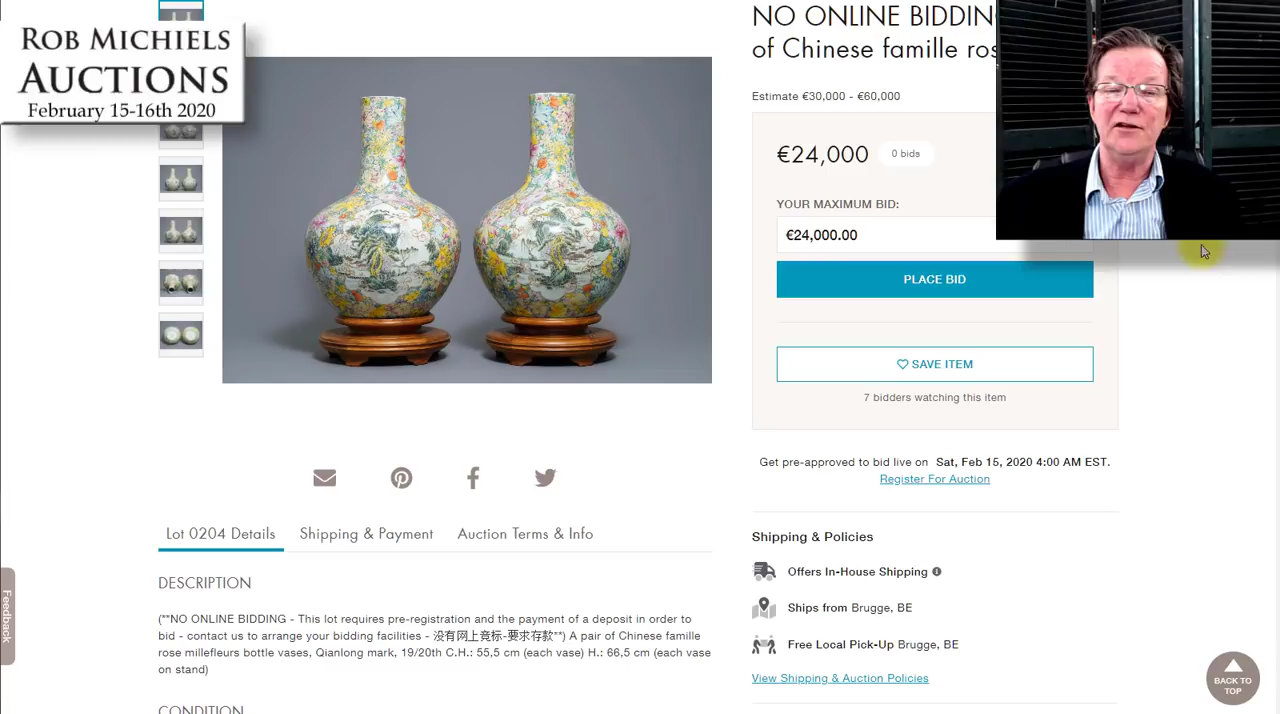 ROB MICHIELS
AUCTIONS
February 15-16th 2020
NO ONLINE BIDDIN
of Chinese famille ros
Estimate €30,000 - €60,000
€24,000 0 bids
YOUR MAXIMUM BID:
€24,000.00
PLACE BID
SAVE ITEM
7 bidders watching this item
Get pre-approved to bid live on Sat, Feb 15, 2020 4:00 AM EST.
Register For Auction
Lot 0204 Details Shipping & Payment Auction Terms & Info
DESCRIPTION
(**NO ONLINE BIDDING - This lot requires pre-registration and the payment of a deposit in order to
bid - contact us to arrange your bidding facilities - 没有网上竞标-要求存款**) A pair of Chinese famille
rose millefleurs bottle vases, Qianlong mark, 19/20th C.H.: 55,5 cm (each vase) H.: 66,5 cm (each vase
on stand)
CONDITION
Shipping & Policies
Offers In-House Shipping
Ships from Brugge, BE
Free Local Pick-Up Brugge, BE
View Shipping & Auction Policies
Feedback
BACK TO
TOP